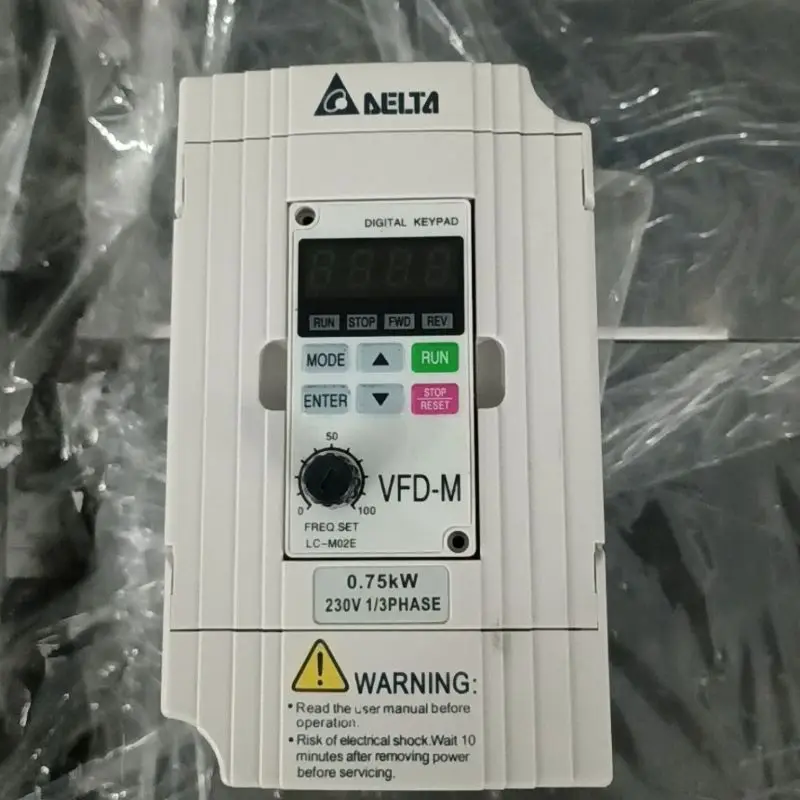 DELTA
DIGITAL KEYPAD
RUN STOP FWD REV
MODE ▲ RUN
ENTER ▼ STOP
RESET
50
0 100
VFD-M
FREQ.SET
LC-M02E
0.75kW
230V 1/3PHASE
WARNING:
• Read the user manual before
operation.
• Risk of electrical shock.Wait 10
minutes after removing power
before servicing.